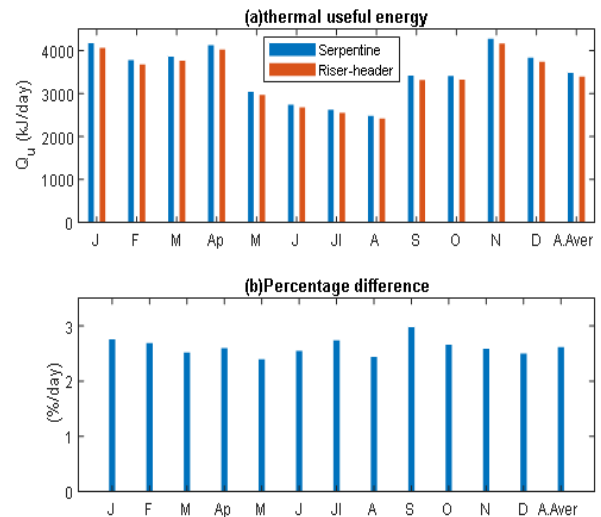 (a)thermal useful energy
Q_u (kJ/day)
4000
3000
2000
1000
0
Serpentine
Riser-header
J F M Ap M J Jl A S O N D A.Aver
(b)Percentage difference
(%/day)
3
2
1
0
J F M Ap M J Jl A S O N D A.Aver